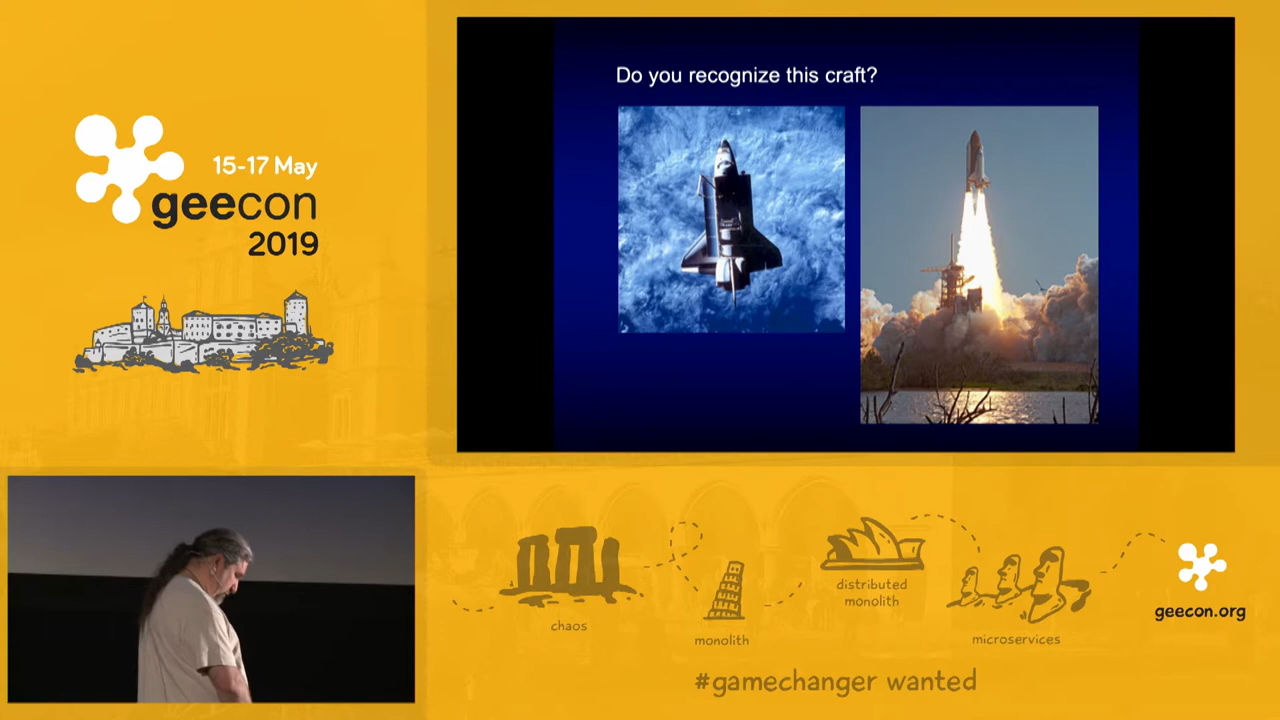 15-17 May
geecon
2019
Do you recognize this craft?
chaos
monolith
distributed
monolith
microservices
geecon.org
#gamechanger wanted